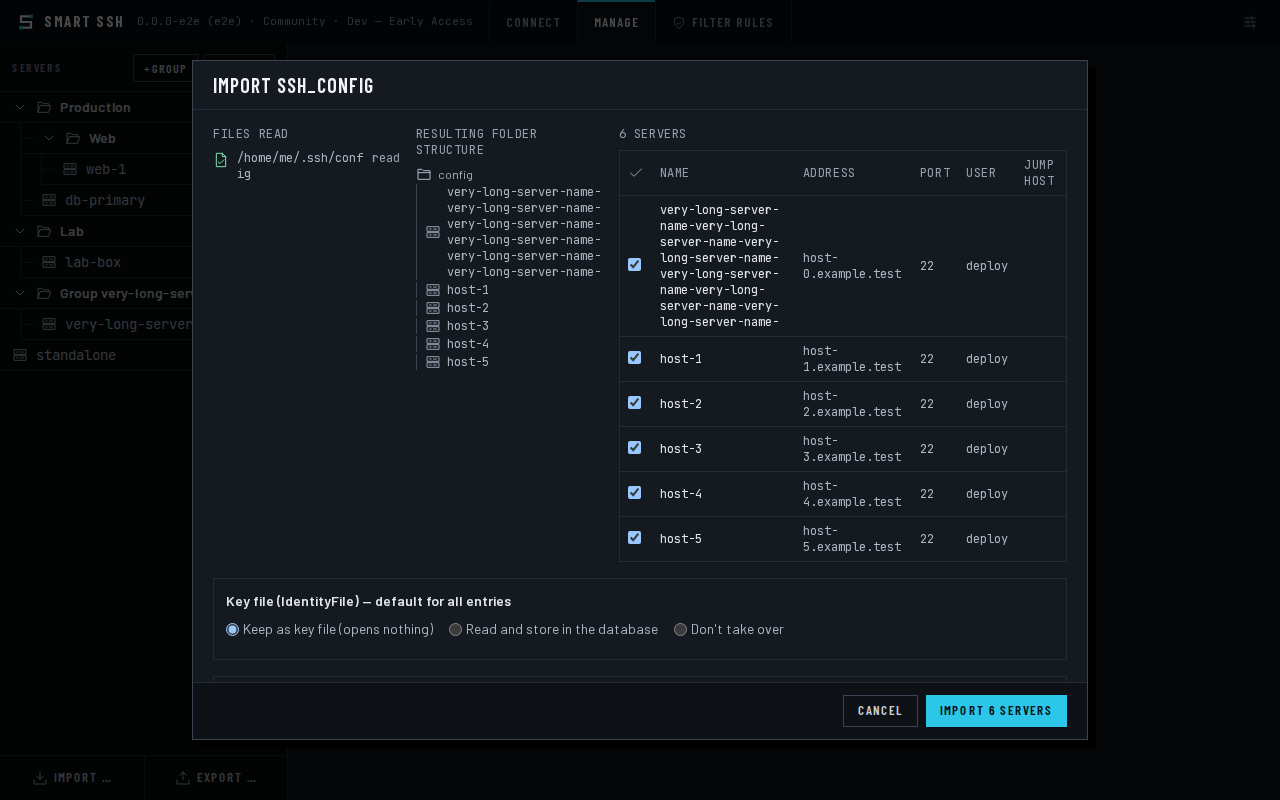 SMART SSH 0.0.0-e2e (e2e) · Community · Dev — Early Access CONNECT MANAGE FILTER RULES
SERVERS + GROUP
Production
Web
web-1
db-primary
Lab
lab-box
Group very-long-ser
very-long-server
standalone
IMPORT … EXPORT …
IMPORT SSH_CONFIG
FILES READ
/home/me/.ssh/conf read
ig
RESULTING FOLDER
STRUCTURE
config
very-long-server-name-
very-long-server-name-
very-long-server-name-
very-long-server-name-
very-long-server-name-
very-long-server-name-
host-1
host-2
host-3
host-4
host-5
6 SERVERS
NAME ADDRESS PORT USER JUMP
HOST
very-long-server-
name-very-long-
server-name-very-
long-server-name-
very-long-server-
name-very-long-
server-name-very-
long-server-name-
host-
0.example.test
22 deploy
host-1 host-
1.example.test 22 deploy
host-2 host-
2.example.test 22 deploy
host-3 host-
3.example.test 22 deploy
host-4 host-
4.example.test 22 deploy
host-5 host-
5.example.test 22 deploy
Key file (IdentityFile) — default for all entries
Keep as key file (opens nothing) Read and store in the database Don't take over
CANCEL IMPORT 6 SERVERS